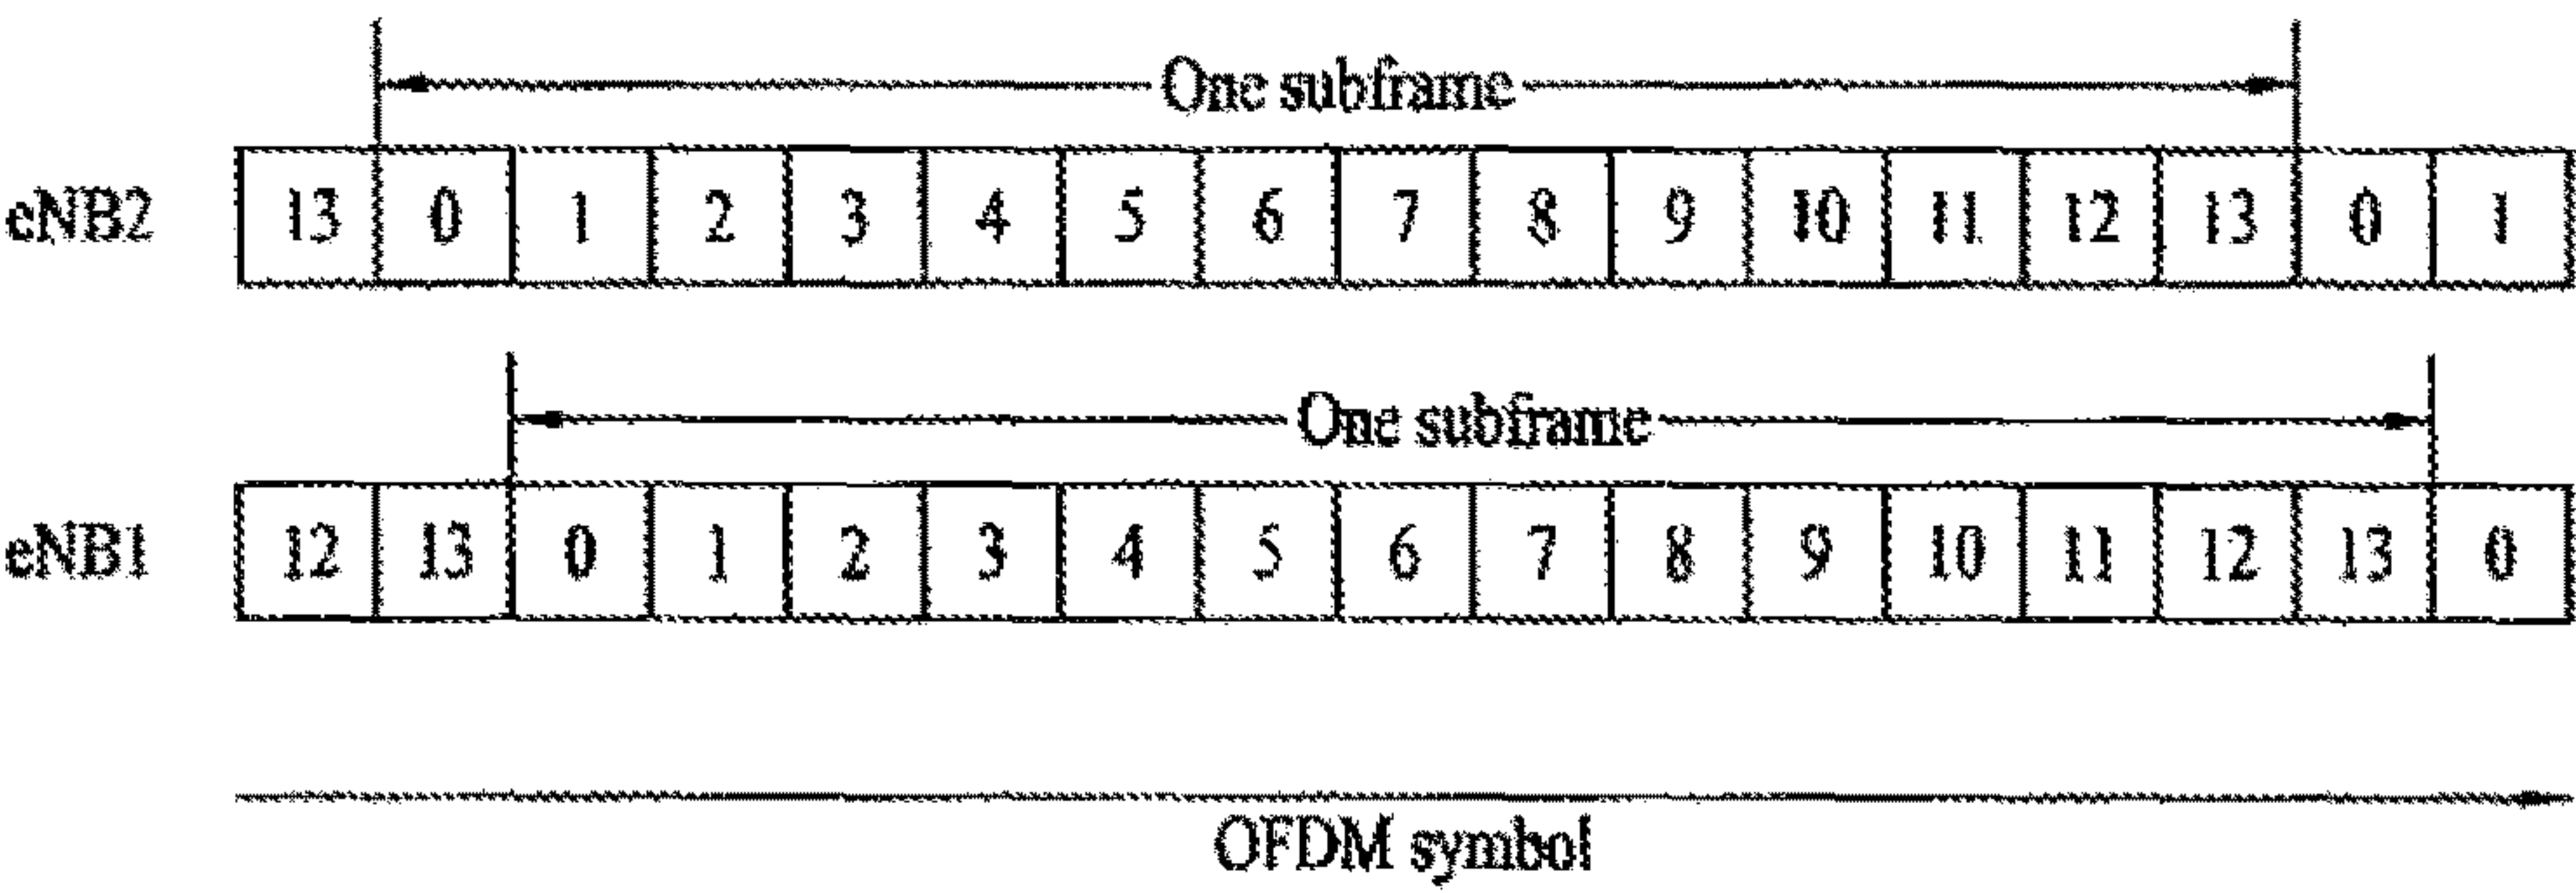 One subframe
eNB2 13 0 1 2 3 4 5 6 7 8 9 10 11 12 13 0 1
One subframe
eNB1 12 13 0 1 2 3 4 5 6 7 8 9 10 11 12 13 0
OFDM symbol